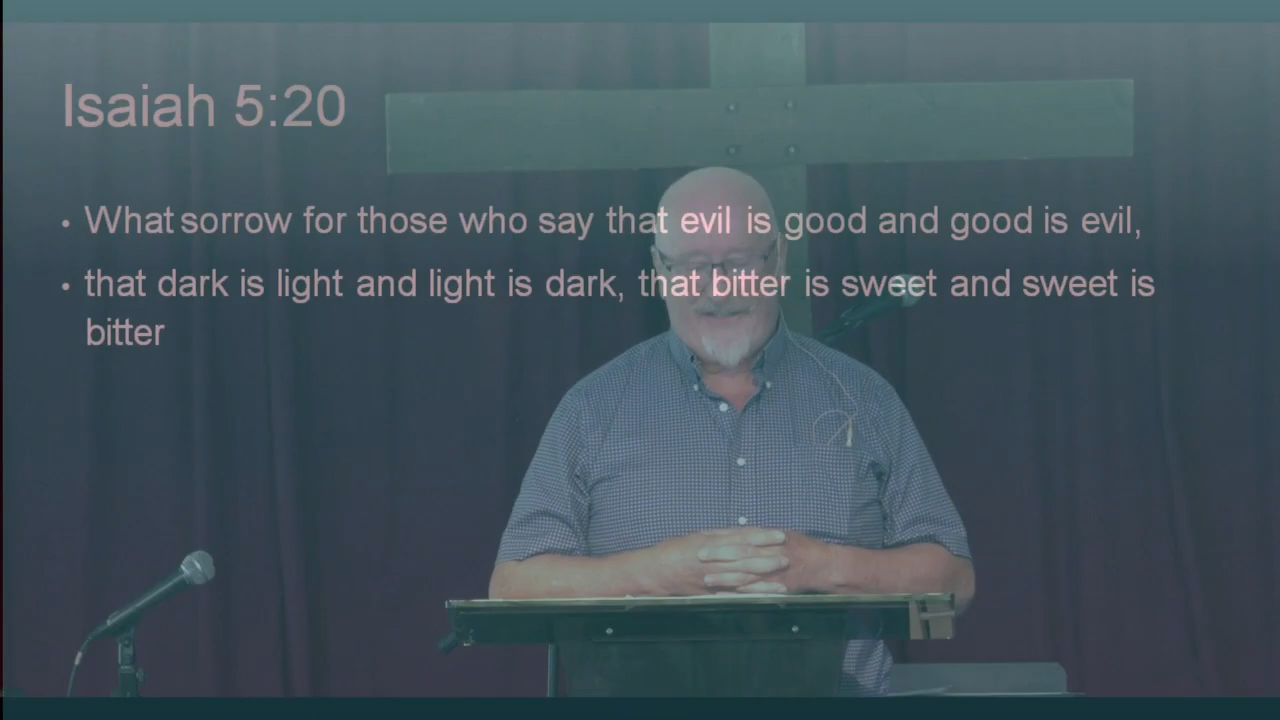 Isaiah 5:20
• What sorrow for those who say that evil is good and good is evil,
• that dark is light and light is dark, that bitter is sweet and sweet is
bitter